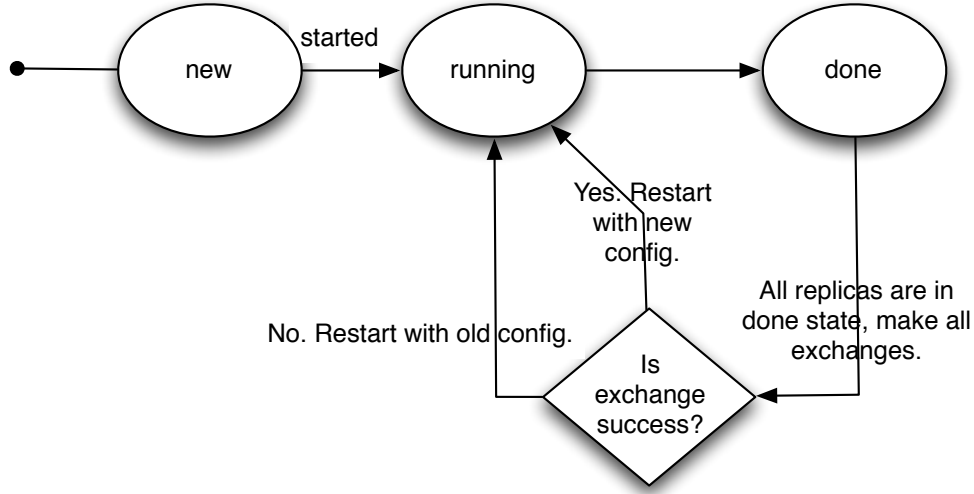 started
new
running
done
Yes. Restart
with new
config.
All replicas are in
done state, make all
exchanges.
No. Restart with old config.
Is
exchange
success?